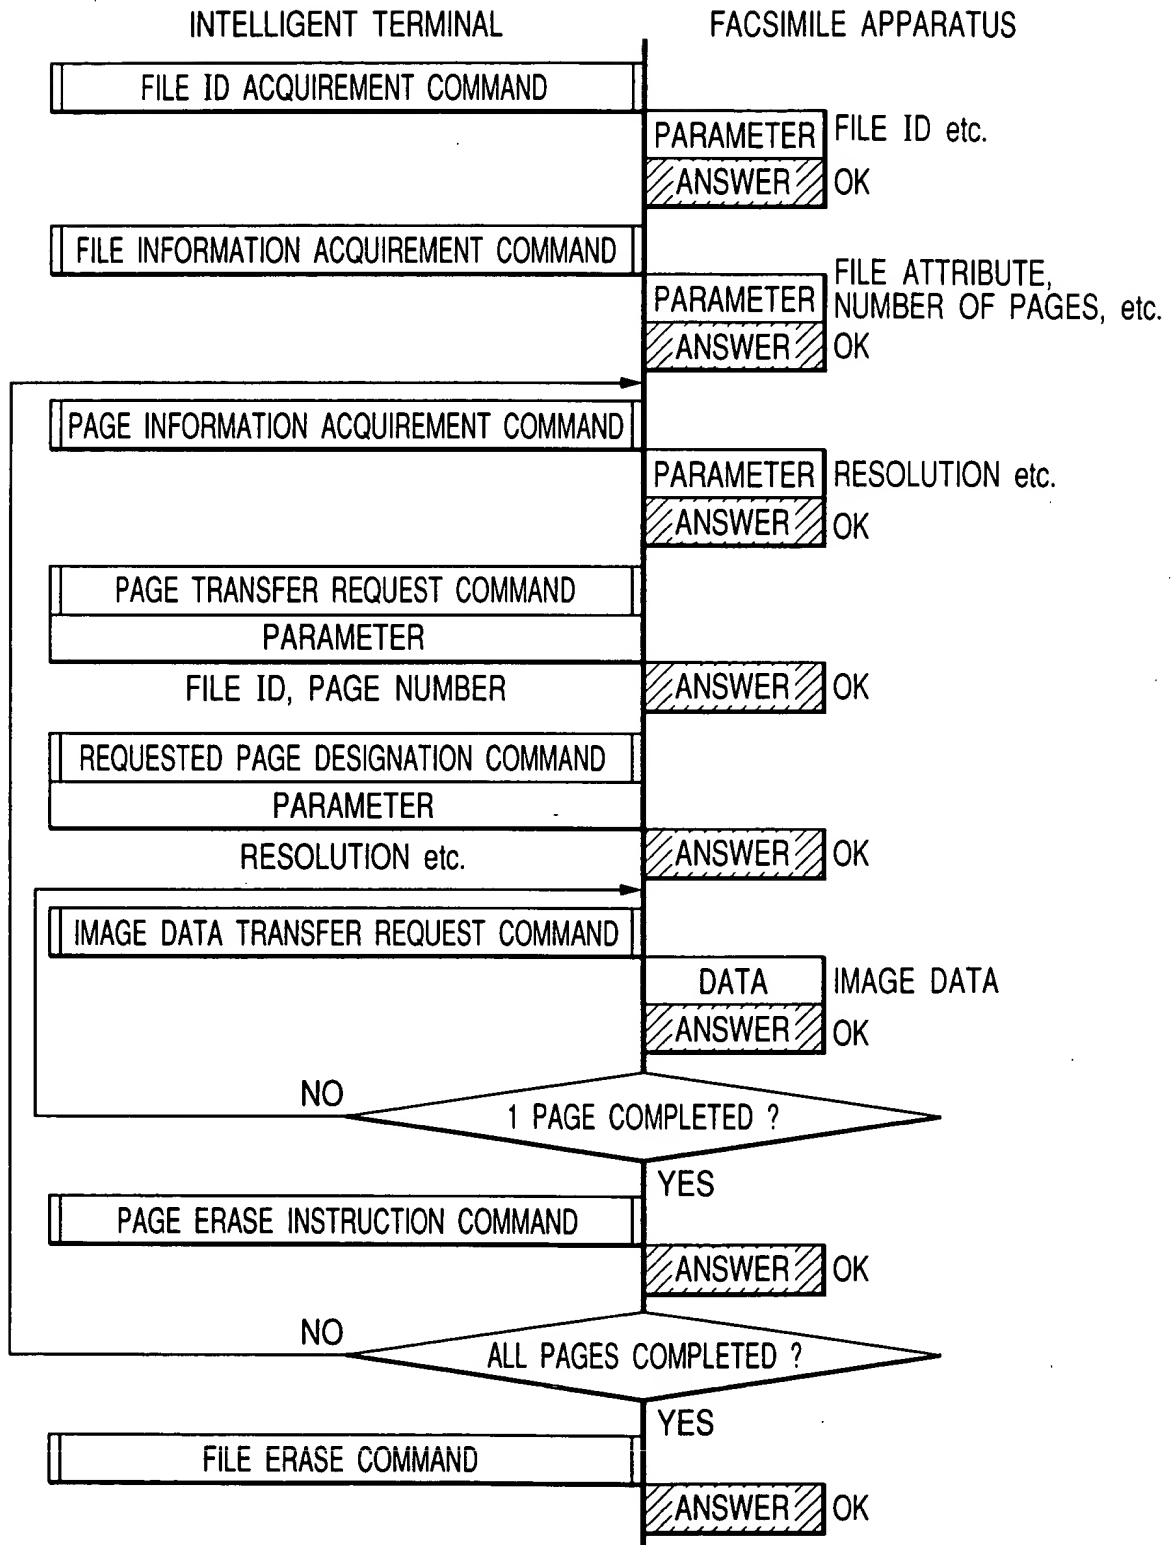 INTELLIGENT TERMINAL
FACSIMILE APPARATUS
FILE ID ACQUIREMENT COMMAND
PARAMETER
FILE ID etc.
ANSWER
OK
FILE INFORMATION ACQUIREMENT COMMAND
PARAMETER
FILE ATTRIBUTE,
NUMBER OF PAGES, etc.
ANSWER
OK
PAGE INFORMATION ACQUIREMENT COMMAND
PARAMETER
RESOLUTION etc.
ANSWER
OK
PAGE TRANSFER REQUEST COMMAND
PARAMETER
FILE ID, PAGE NUMBER
ANSWER
OK
REQUESTED PAGE DESIGNATION COMMAND
PARAMETER
RESOLUTION etc.
ANSWER
OK
IMAGE DATA TRANSFER REQUEST COMMAND
DATA
IMAGE DATA
ANSWER
OK
NO
1 PAGE COMPLETED ?
YES
PAGE ERASE INSTRUCTION COMMAND
ANSWER
OK
NO
ALL PAGES COMPLETED ?
YES
FILE ERASE COMMAND
ANSWER
OK